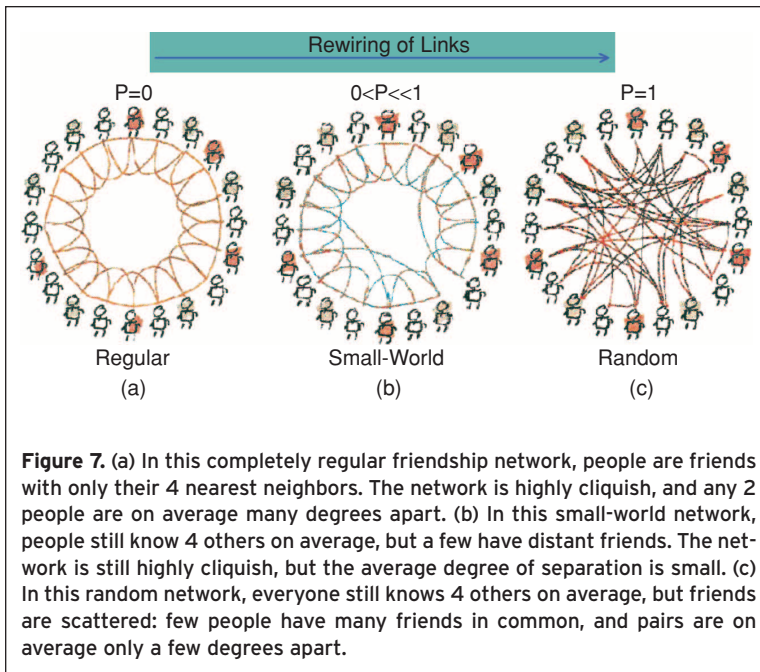 Rewiring of Links
P=0
0<P<<1
P=1
Regular
Small-World
Random
(a)
(b)
(c)
Figure 7. (a) In this completely regular friendship network, people are friends
with only their 4 nearest neighbors. The network is highly cliquish, and any 2
people are on average many degrees apart. (b) In this small-world network,
people still know 4 others on average, but a few have distant friends. The net-
work is still highly cliquish, but the average degree of separation is small. (c)
In this random network, everyone still knows 4 others on average, but friends
are scattered: few people have many friends in common, and pairs are on
average only a few degrees apart.